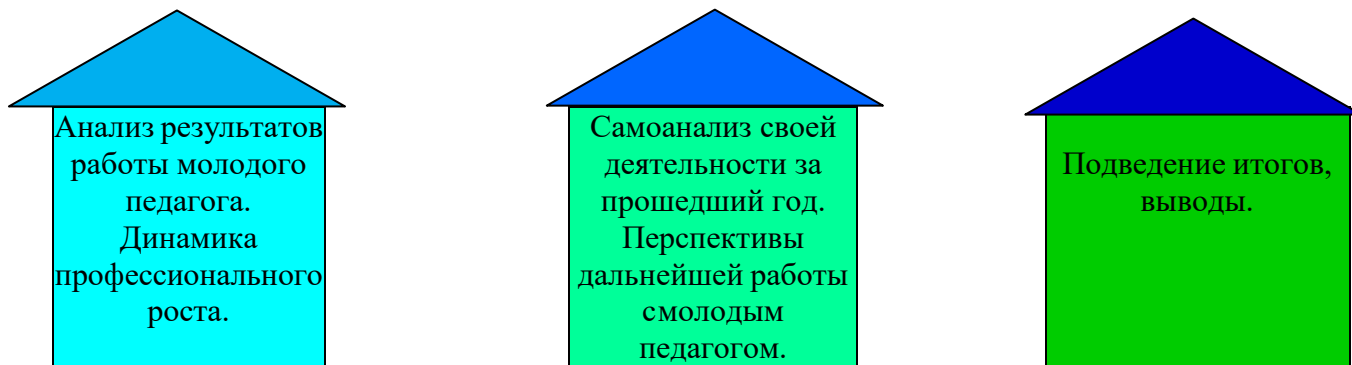 Анализ результатов
работы молодого
педагога.
Динамика
профессионального
роста.
Самоанализ своей
деятельности за
прошедший год.
Перспективы
дальнейшей работы
смолодым
педагогом.
Подведение итогов,
выводы.